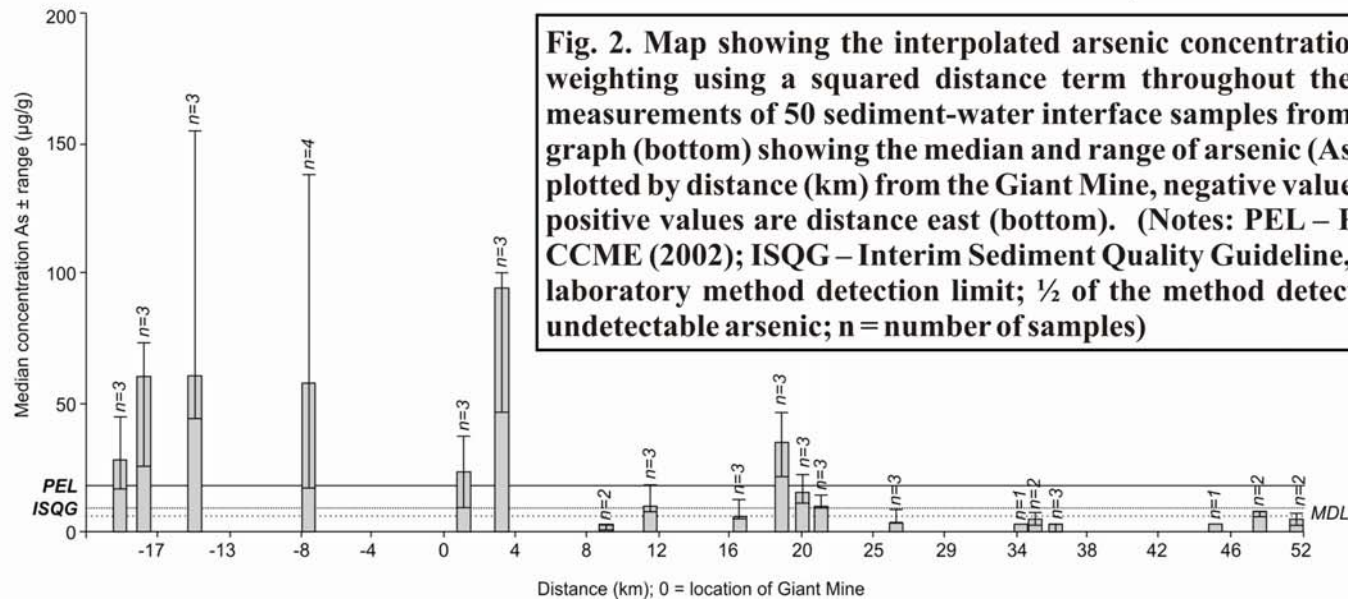 200
150
100
50
0
Median concentration As ± range (µg/g)
PEL
ISQG
MDL
n=3
n=3
n=3
n=4
n=3
n=3
n=2
n=3
n=3
n=3
n=3
n=3
n=3
n=1
n=2
n=3
n=1
n=2
n=2
-17 -13 -8 -4 0 4 8 12 16 20 25 29 34 38 42 46 52
Distance (km); 0 = location of Giant Mine
Fig. 2. Map showing the interpolated arsenic concentratio
weighting using a squared distance term throughout the
measurements of 50 sediment-water interface samples from
graph (bottom) showing the median and range of arsenic (As
plotted by distance (km) from the Giant Mine, negative value
positive values are distance east (bottom). (Notes: PEL – P
CCME (2002); ISQG – Interim Sediment Quality Guideline,
laboratory method detection limit; ½ of the method detec
undetectable arsenic; n = number of samples)